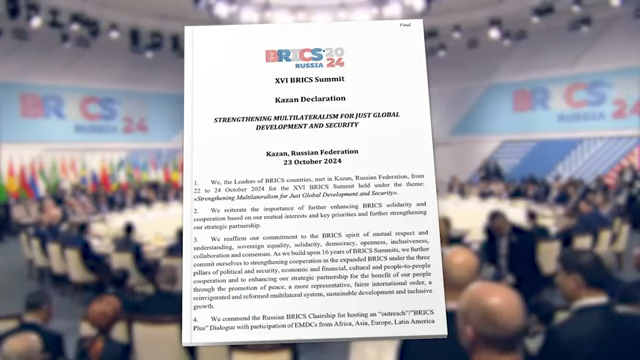 Final
BRICS 2024
RUSSIA
XVI BRICS Summit
Kazan Declaration
STRENGTHENING MULTILATERALISM FOR JUST GLOBAL
DEVELOPMENT AND SECURITY
Kazan, Russian Federation
23 October 2024
1. We, the Leaders of BRICS countries, met in Kazan, Russian Federation, from
22 to 24 October 2024 for the XVI BRICS Summit held under the theme:
«Strengthening Multilateralism for Just Global Development and Security».
2. We reiterate the importance of further enhancing BRICS solidarity and
cooperation based on our mutual interests and key priorities and further strengthening
our strategic partnership.
3. We reaffirm our commitment to the BRICS spirit of mutual respect and
understanding, sovereign equality, solidarity, democracy, openness, inclusiveness,
collaboration and consensus. As we build upon 16 years of BRICS Summits, we further
commit ourselves to strengthening cooperation in the expanded BRICS under the three
pillars of political and security, economic and financial, cultural and people-to-people
cooperation and to enhancing our strategic partnership for the benefit of our people
through the promotion of peace, a more representative, fairer international order, a
reinvigorated and reformed multilateral system, sustainable development and inclusive
growth.
4. We commend the Russian BRICS Chairship for hosting an “outreach”/“BRICS
Plus” Dialogue with participation of EMDCs from Africa, Asia, Europe, Latin America
BRICS
RUSSIA 24
BRICS
RUSSIA 24